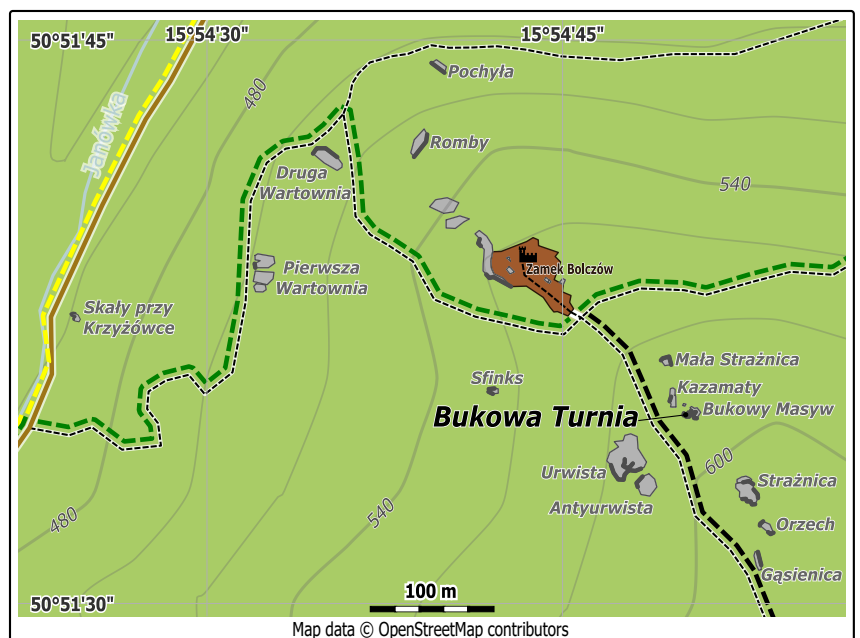 50°51'45"
15°54'30"
15°54'45"
Pochyła
480
Janówka
Romby
Druga
Wartownia
540
Pierwsza
Wartownia
Zamek Bolczów
Skały przy
Krzyżówce
Mała Strażnica
Sfinks
Kazamaty
Bukowy Masyw
Bukowa Turnia
600
Urwista
Strażnica
Antyurwista
480
540
Orzech
Gąsienica
50°51'30"
100 m
Map data © OpenStreetMap contributors